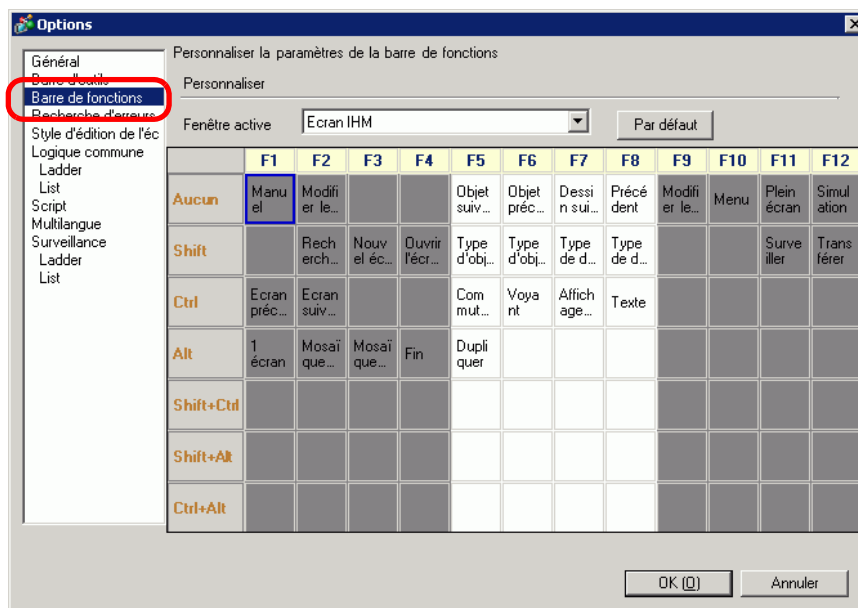 Options
Général
Barre d'outils
Barre de fonctions
Recherche d'erreurs
Style d'édition de l'éc
Logique commune
Ladder
List
Script
Multilangue
Surveillance
Ladder
List
Personnaliser la paramètres de la barre de fonctions
Personnaliser
Fenêtre active Ecran IHM Par défaut
F1 F2 F3 F4 F5 F6 F7 F8 F9 F10 F11 F12
Aucun Manu el Modifi er le... Objet suiv... Objet préc... Dessi n sui... Précé dent Modifi er le... Menu Plein écran Simul ation
Shift Rech erch... Nouv el éc... Ouvrir l'écr... Type d'obj... Type d'obj... Type de d... Type de d... Surve iller Trans férer
Ctrl Ecran préc... Ecran suiv... Com mut... Voya nt Affich age... Texte
Alt 1 écran Mosaï que... Mosaï que... Fin Dupli quer
Shift+Ctrl
Shift+Alt
Ctrl+Alt
OK (O) Annuler